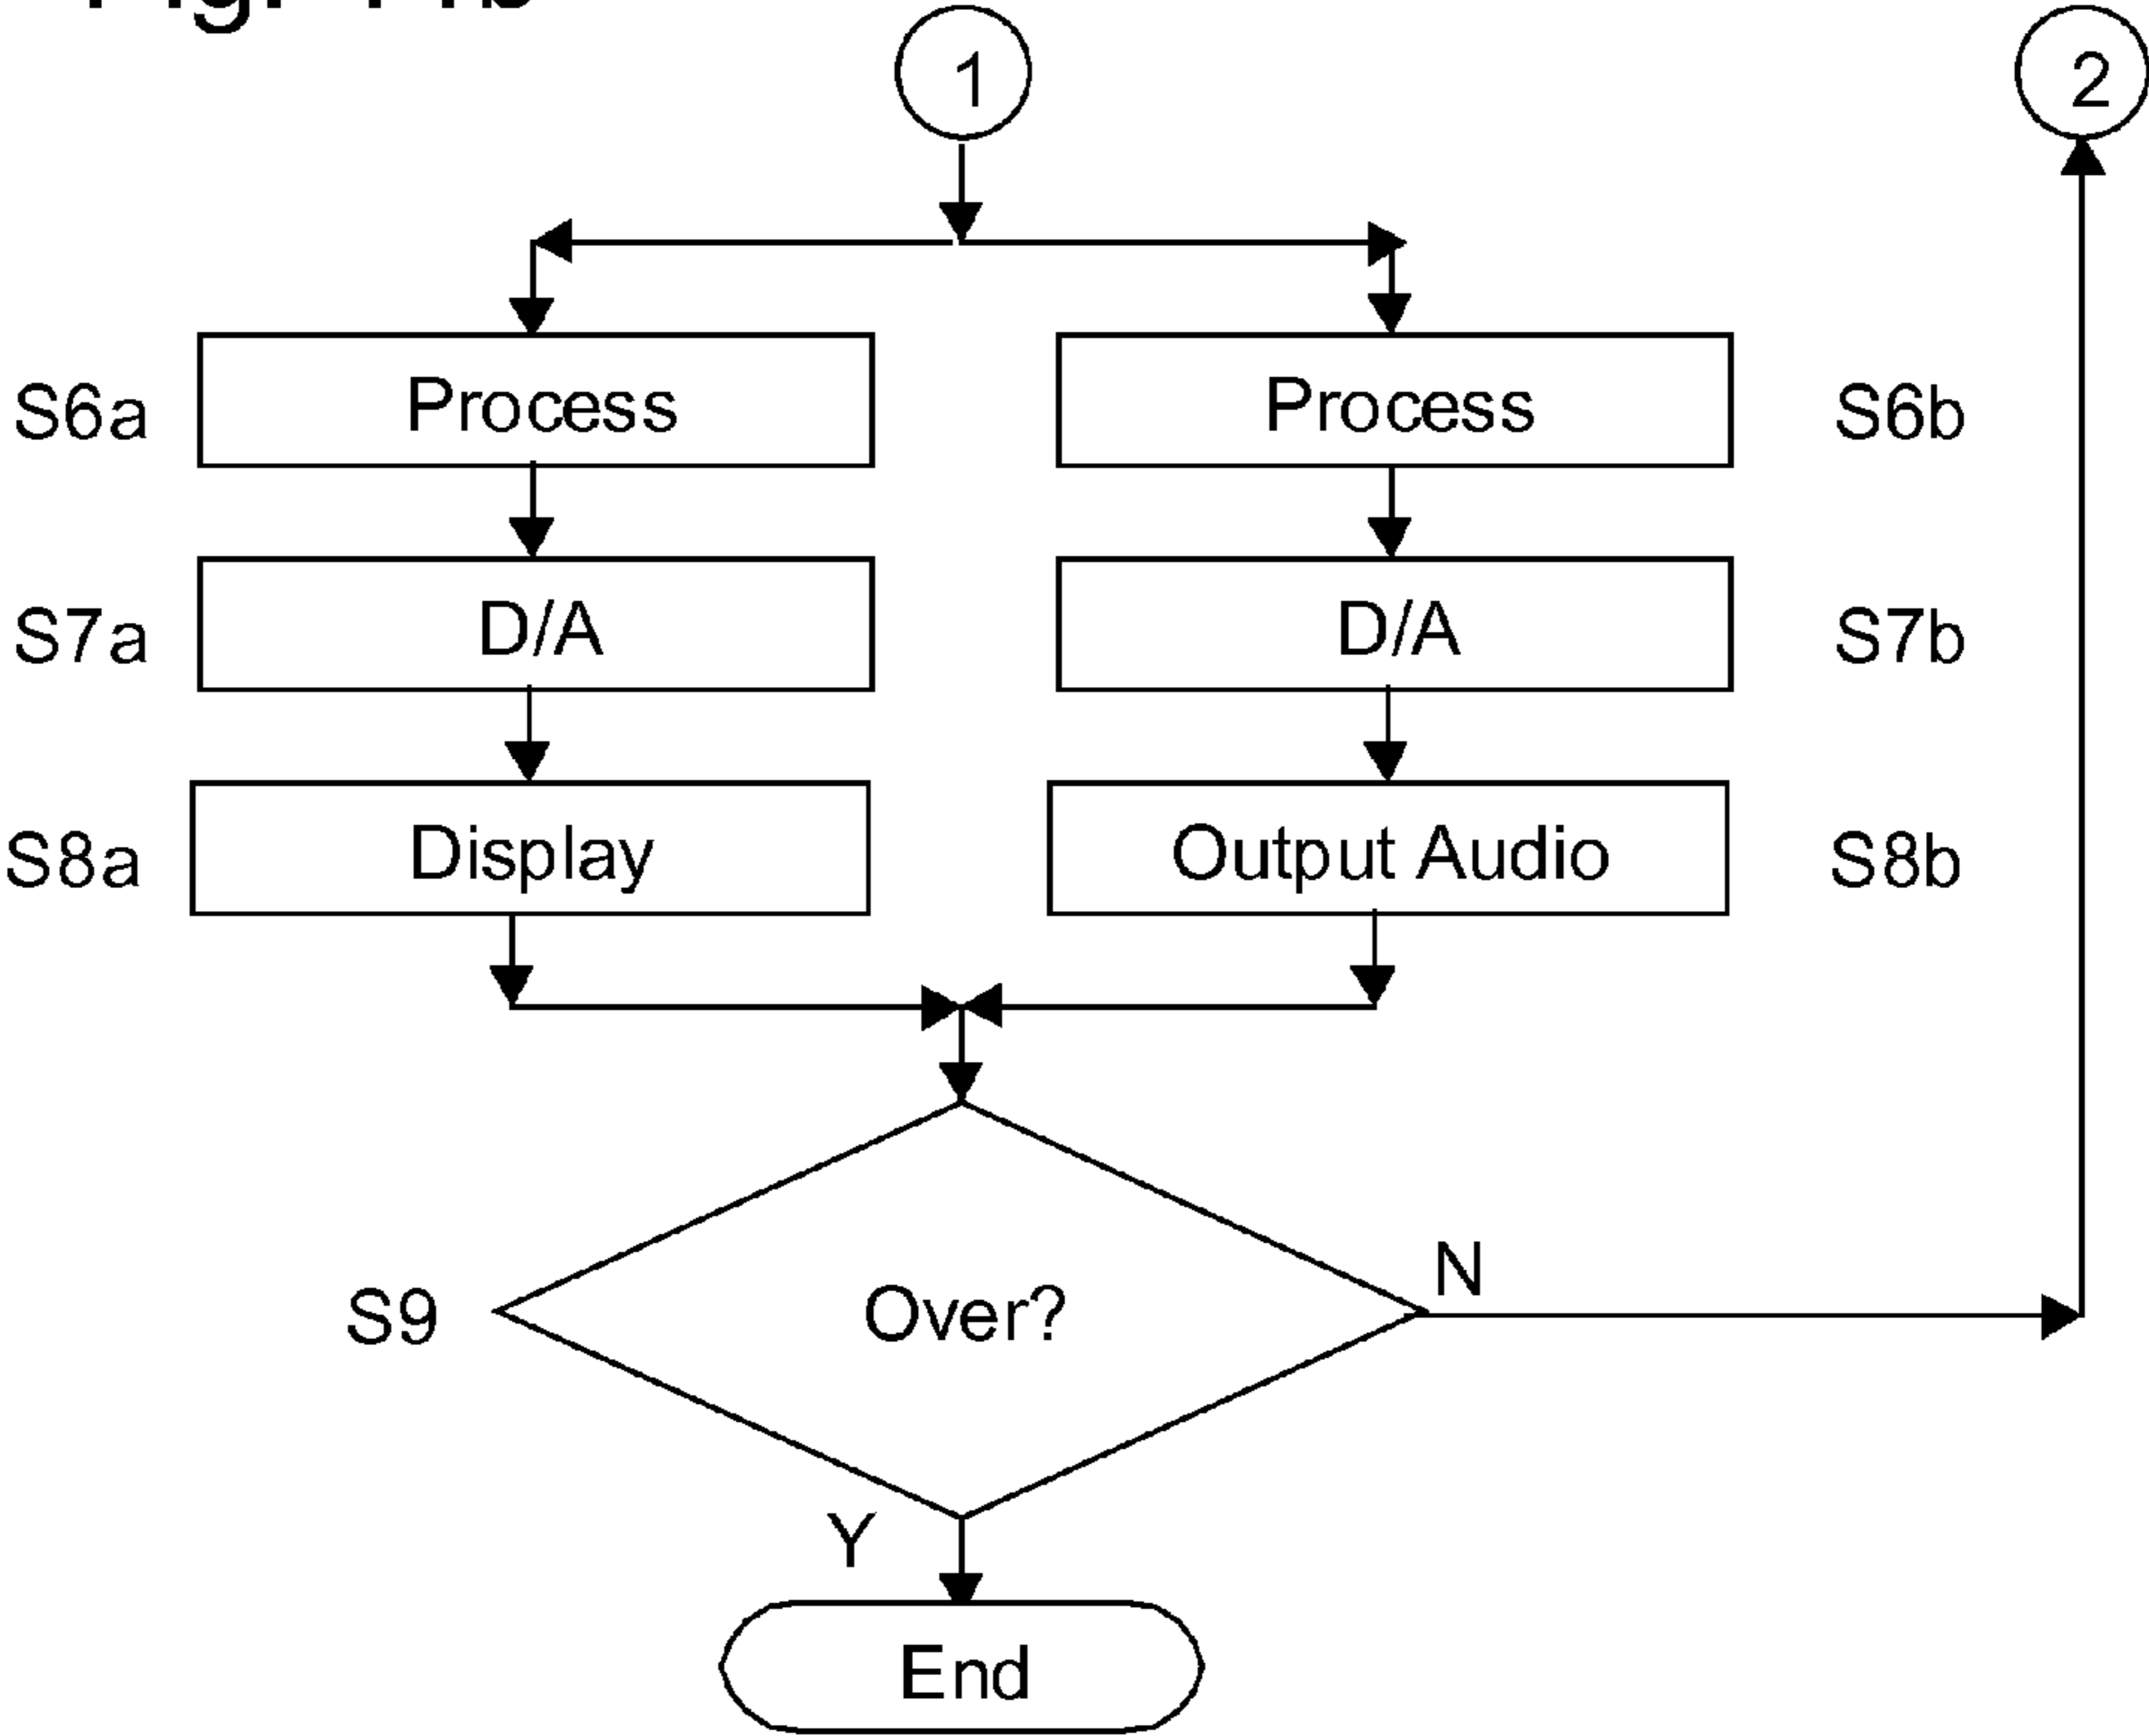 1 2
S6a Process Process S6b
S7a D/A D/A S7b
S8a Display Output Audio S8b
N
S9 Over?
Y
End